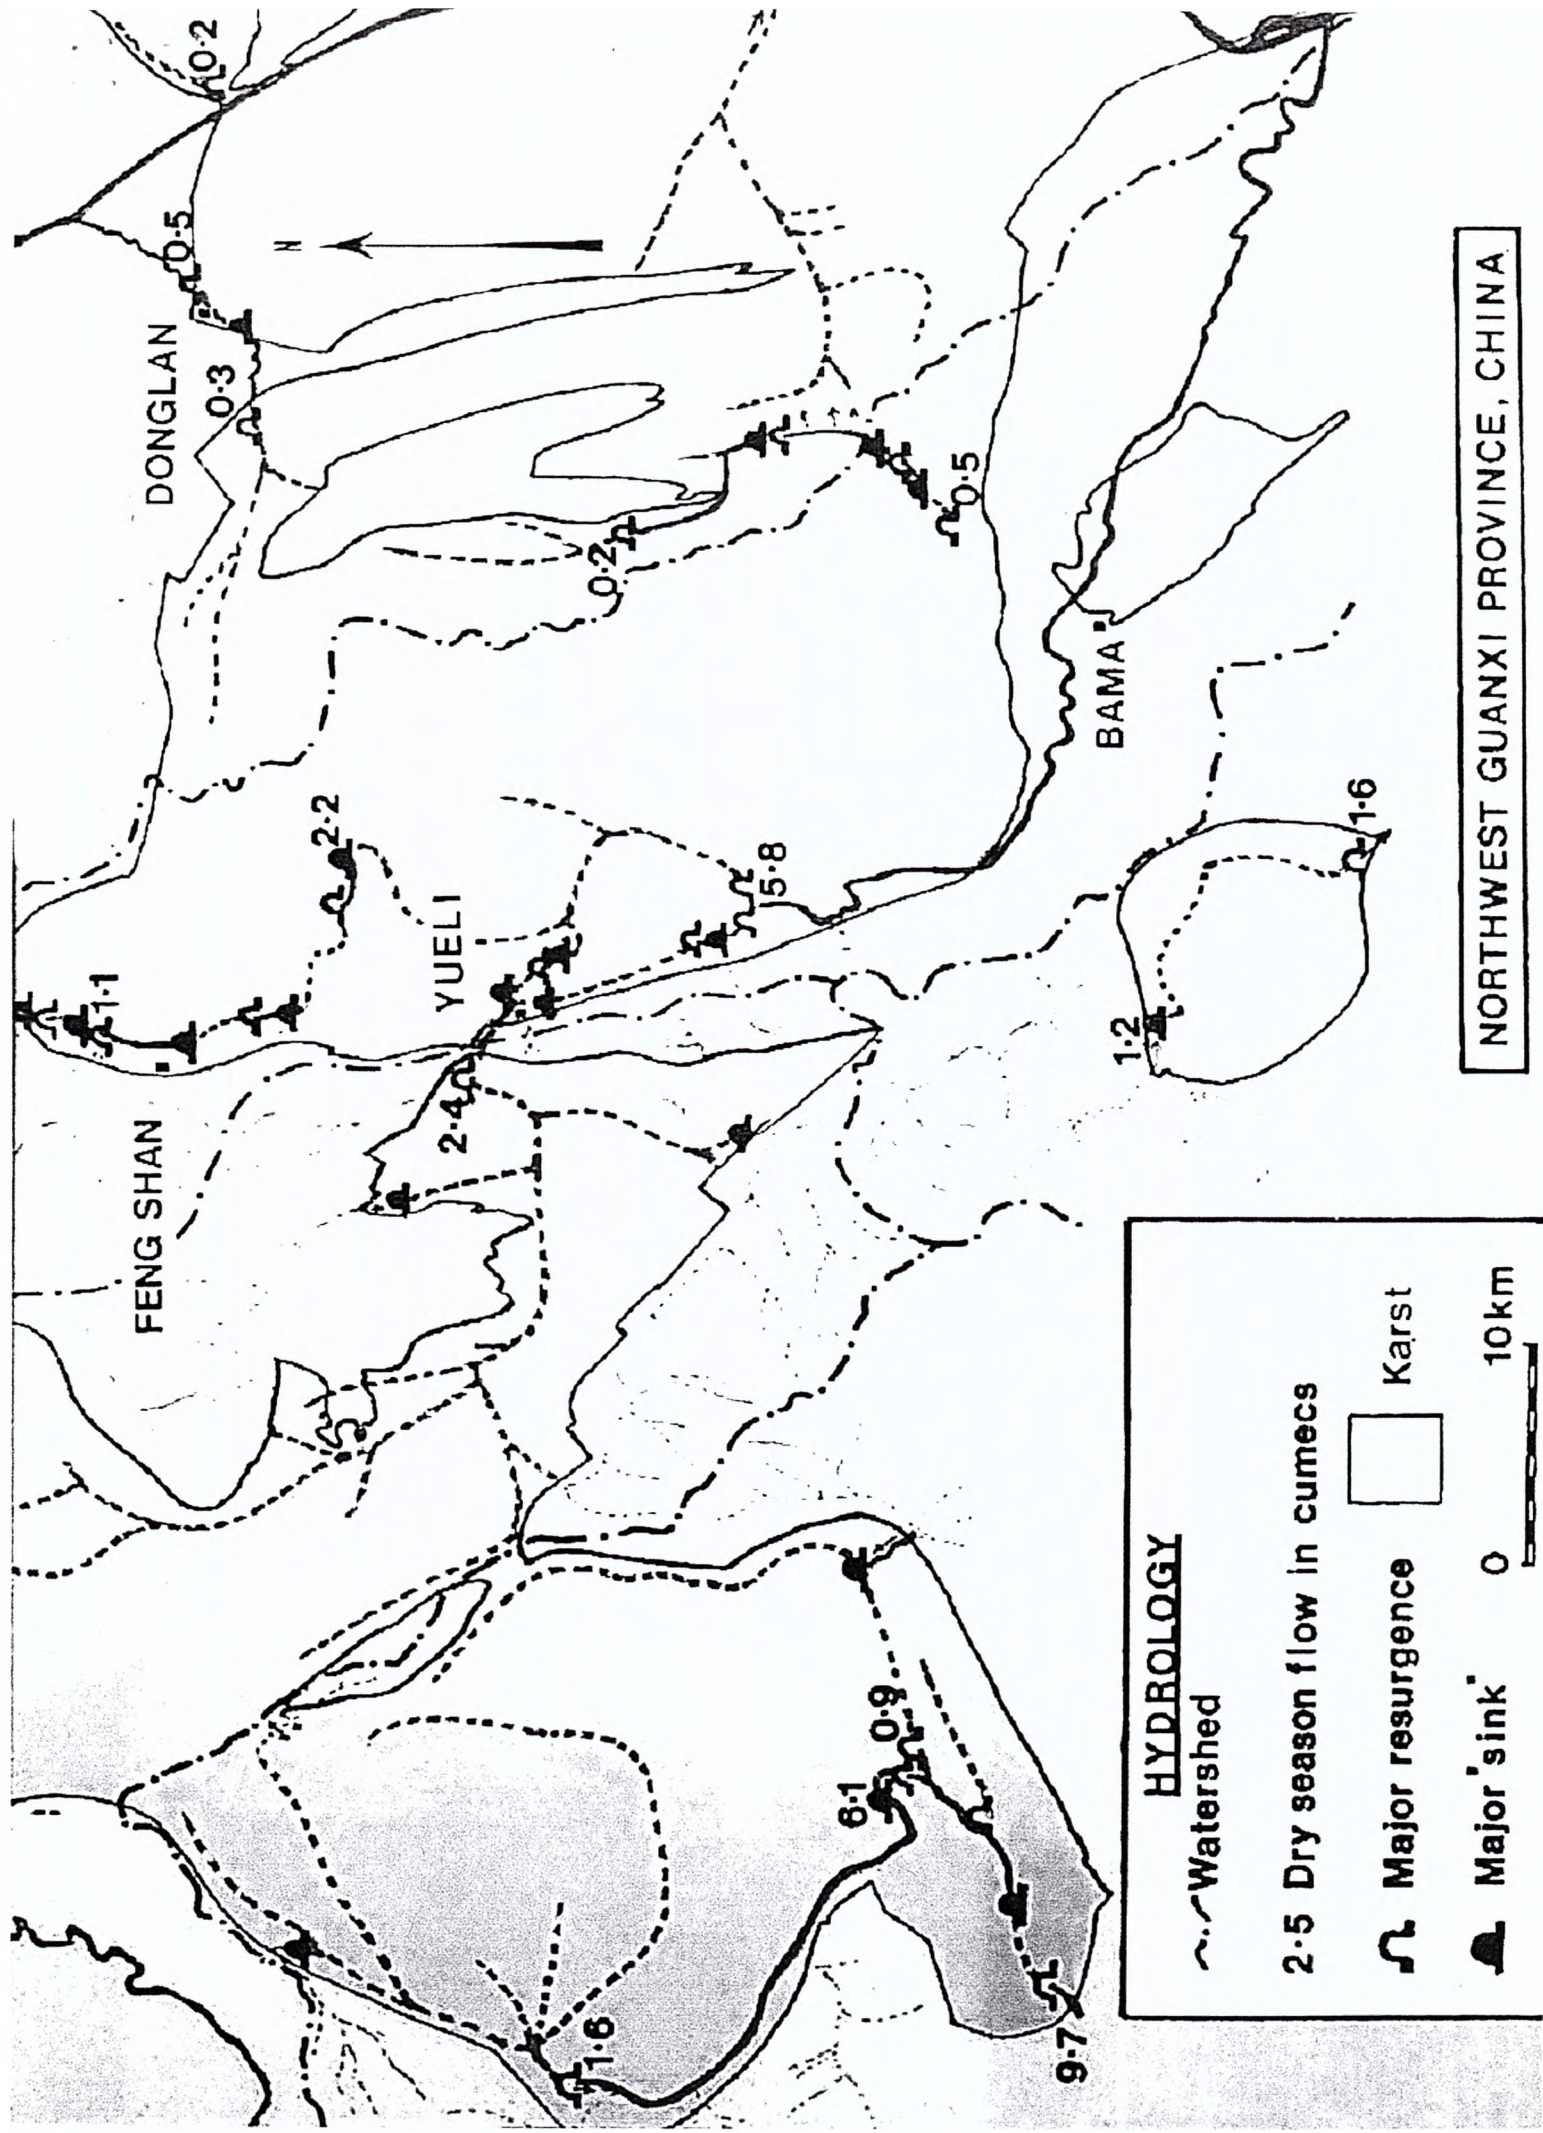 FENG SHAN
DONGLAN
0·2
0·5
0·3
1·1
2·2
N
YUELI
2·4
0·2
1·6
5·8
6·1
0·9
0·5
9·7
BAMA
1·2
1·6
HYDROLOGY
Watershed
2·5 Dry season flow in cumecs
Major resurgence
Karst
Major sink
0 10km
NORTHWEST GUANXI PROVINCE, CHINA